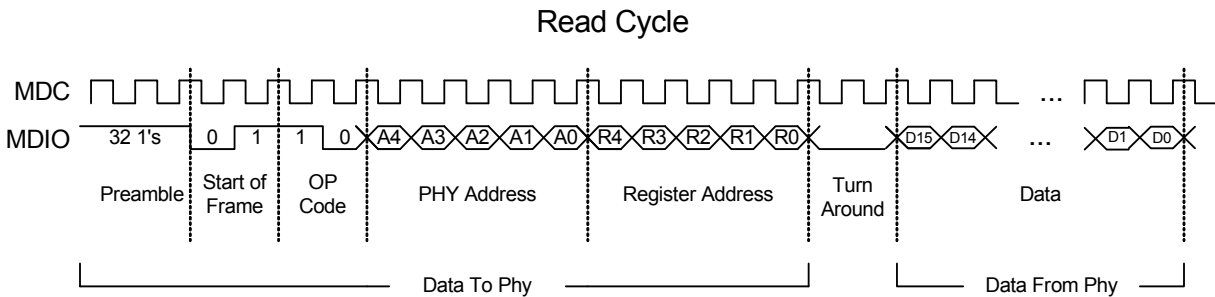 Read Cycle
MDC
...
MDIO
32 1's 0 1 1 0 A4 A3 A2 A1 A0 R4 R3 R2 R1 R0 D15 D14 ... D1 D0
Preamble
Start of
Frame
OP
Code
PHY Address
Register Address
Turn
Around
Data
Data To Phy
Data From Phy